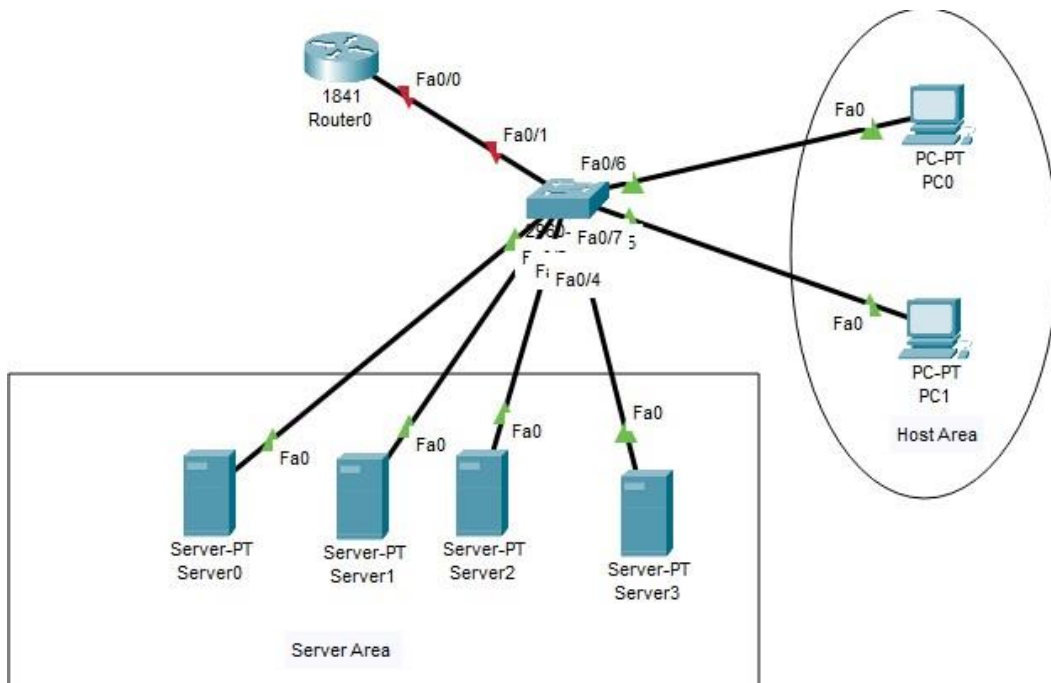 Fa0/0
1841
Router0
Fa0/1
Fa0/6
Fa0
PC-PT
PC0
Fa0/7
Fa0/4
Fa0
PC-PT
PC1
Host Area
Fa0
Fa0
Fa0
Fa0
Server-PT
Server0
Server-PT
Server1
Server-PT
Server2
Server-PT
Server3
Server Area